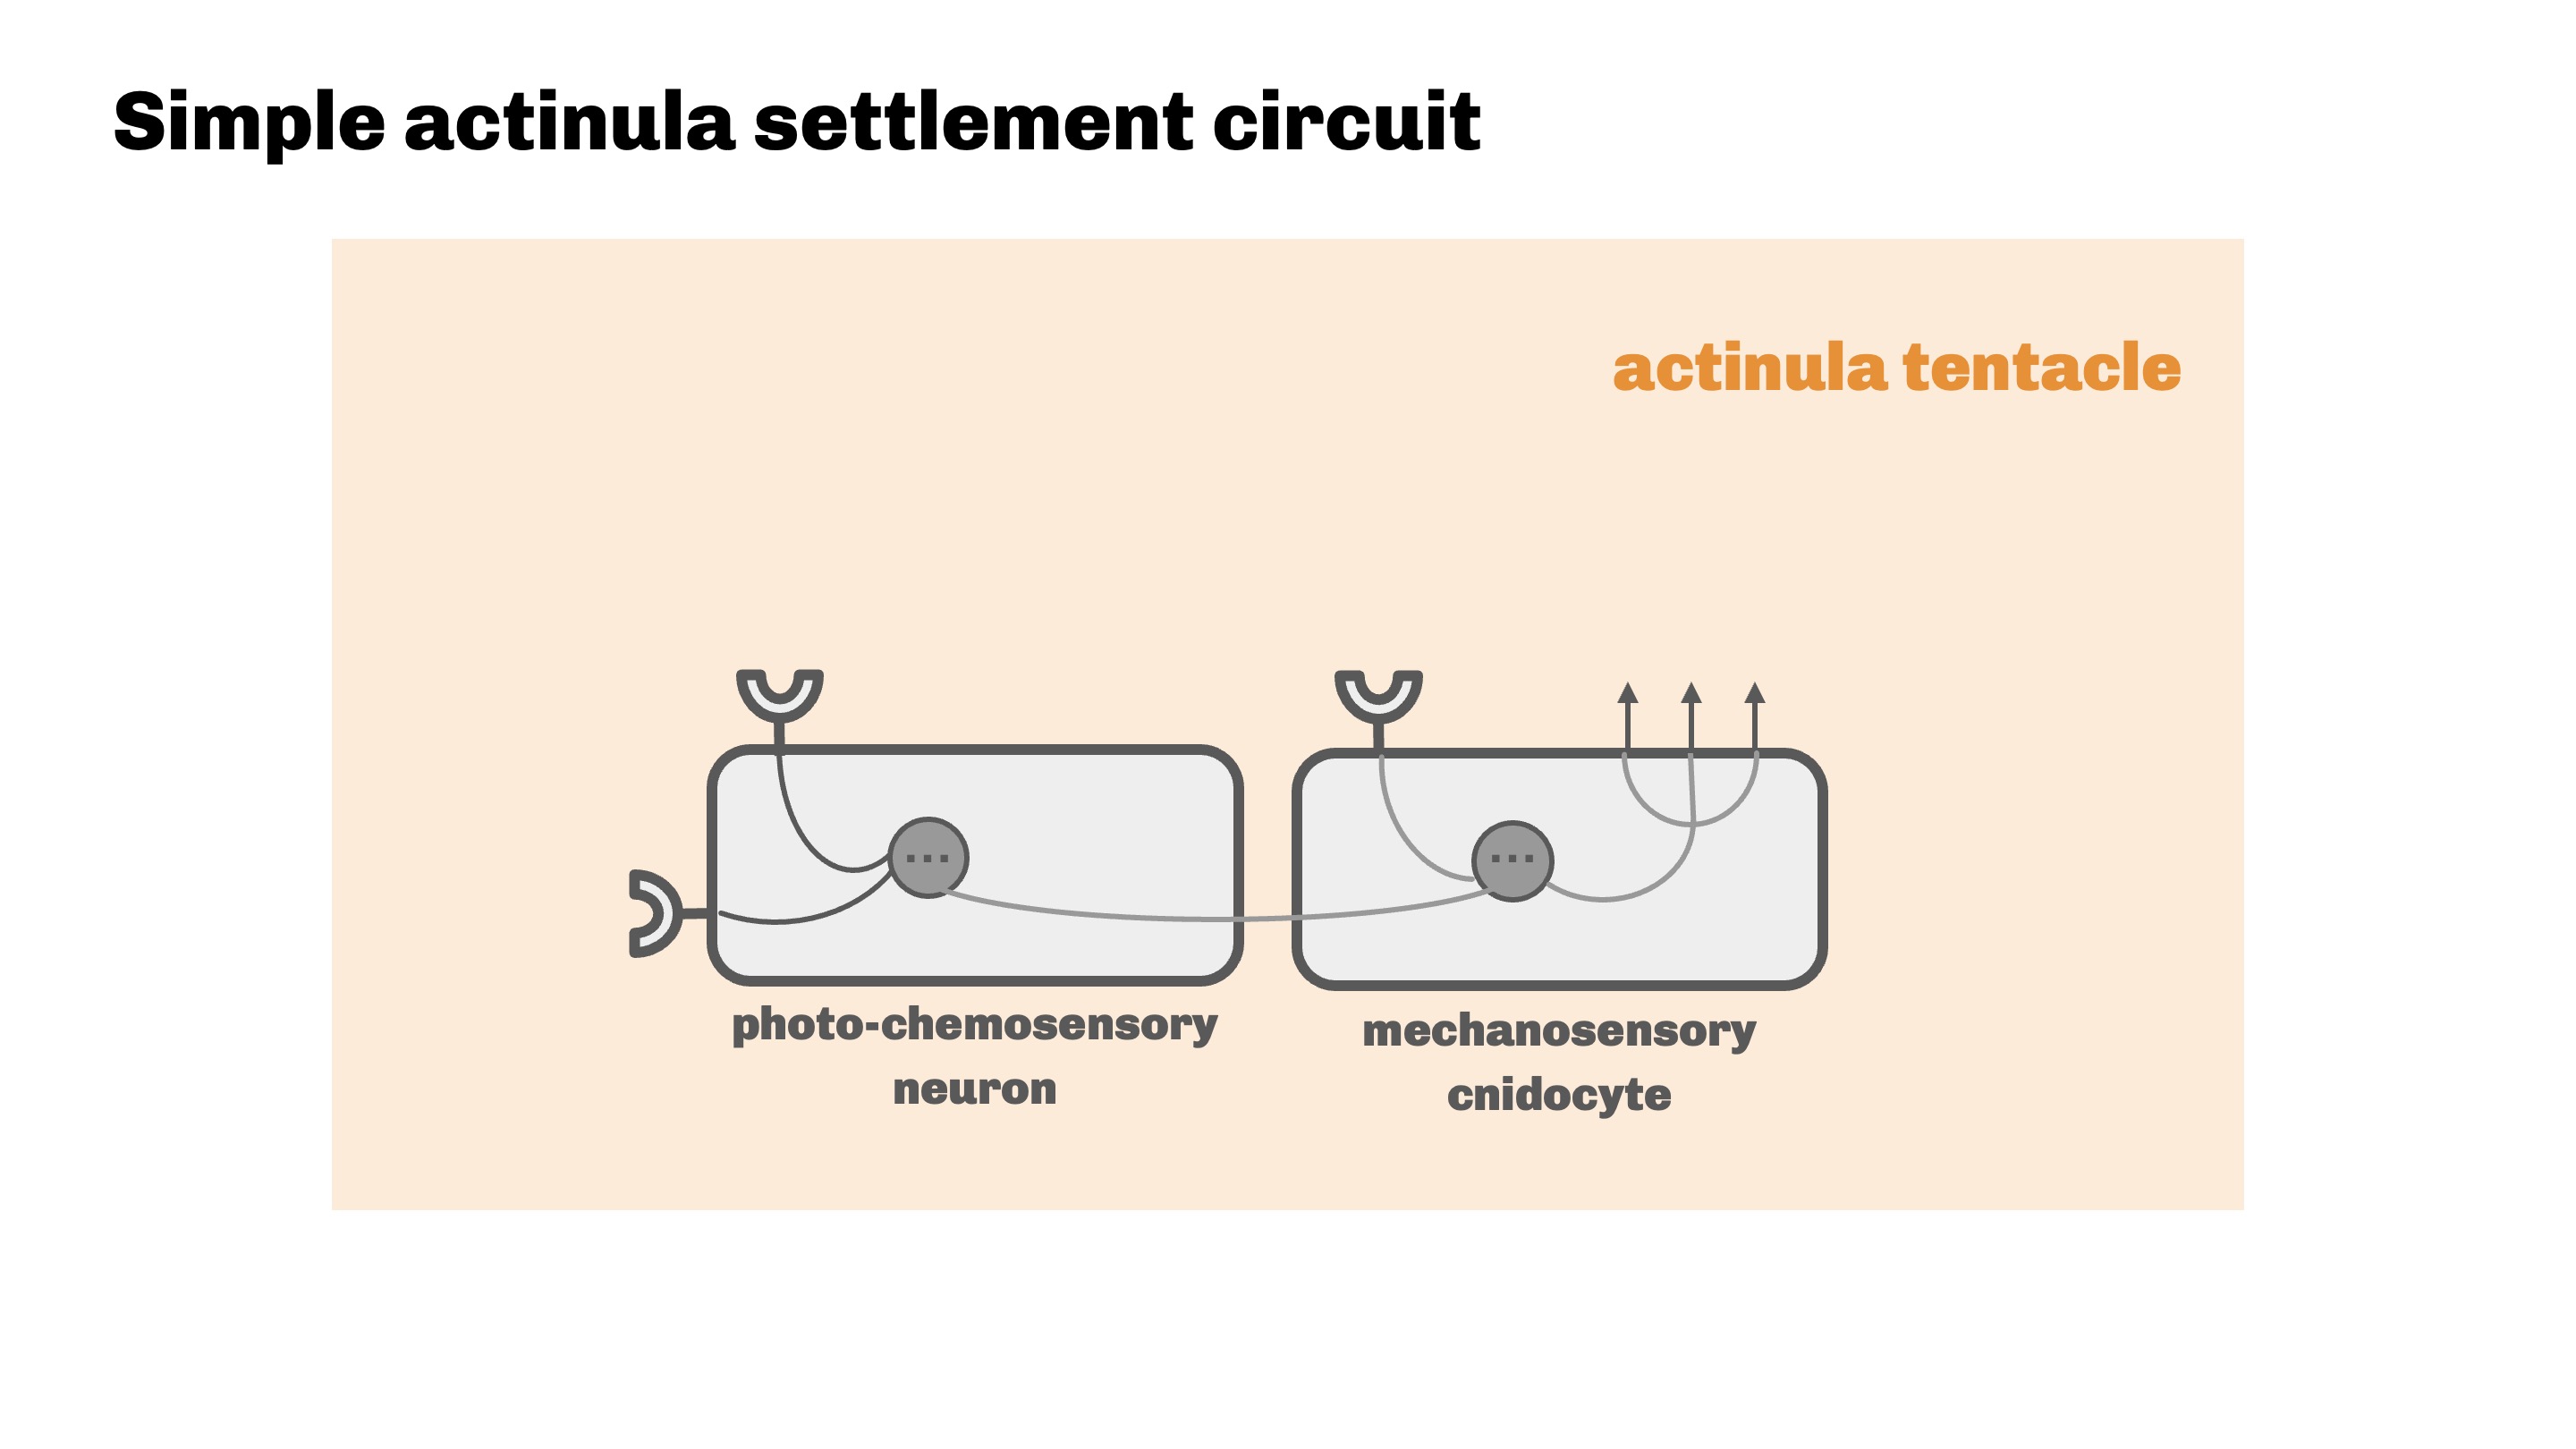 Simple actinula settlement circuit
actinula tentacle
photo-chemosensory
neuron
mechanosensory
cnidocyte